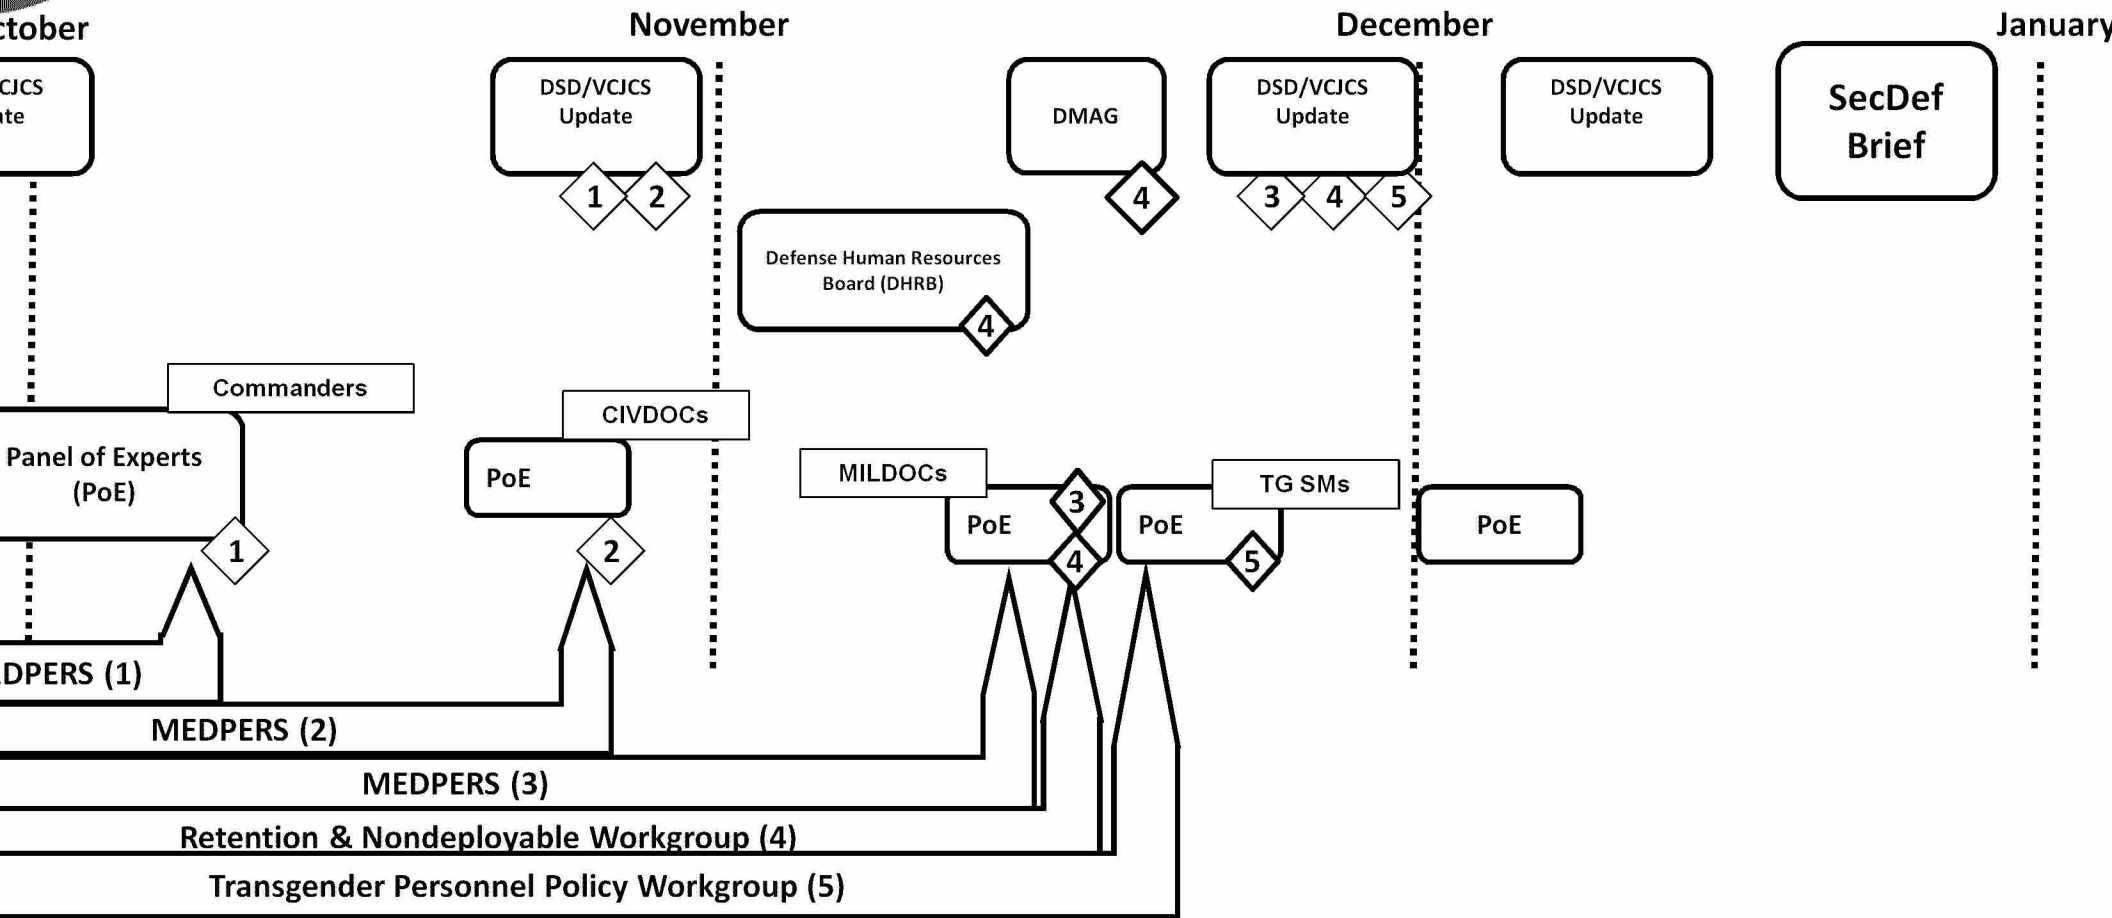 ctober
November
December
January
CJCS
te
DSD/VCJCS
Update
1
2
DMAG
4
DSD/VCJCS
Update
3
4
5
DSD/VCJCS
Update
SecDef
Brief
Defense Human Resources
Board (DHRB)
4
Commanders
Panel of Experts
(PoE)
1
CIVDOCs
PoE
2
MILDOCs
PoE
3
4
TG SMs
PoE
5
PoE
DPERS (1)
MEDPERS (2)
MEDPERS (3)
Retention & Nondeployable Workgroup (4)
Transgender Personnel Policy Workgroup (5)